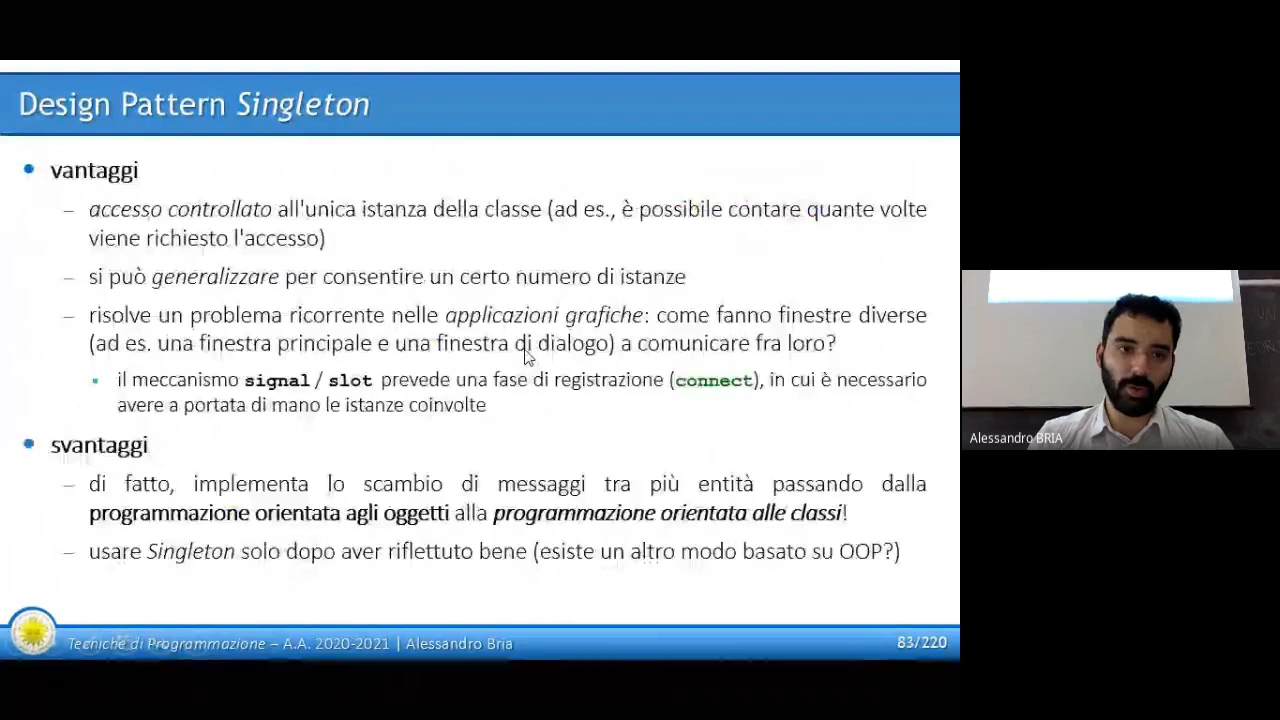 Design Pattern Singleton
• vantaggi
– accesso controllato all'unica istanza della classe (ad es., è possibile contare quante volte
viene richiesto l'accesso)
– si può generalizzare per consentire un certo numero di istanze
– risolve un problema ricorrente nelle applicazioni grafiche: come fanno finestre diverse
(ad es. una finestra principale e una finestra di dialogo) a comunicare fra loro?
▪ il meccanismo signal / slot prevede una fase di registrazione (connect), in cui è necessario
avere a portata di mano le istanze coinvolte
• svantaggi
– di fatto, implementa lo scambio di messaggi tra più entità passando dalla
programmazione orientata agli oggetti alla programmazione orientata alle classi!
– usare Singleton solo dopo aver riflettuto bene (esiste un altro modo basato su OOP?)
Tecniche di Programmazione – A.A. 2020-2021 | Alessandro Bria
83/220
Alessandro BRIA